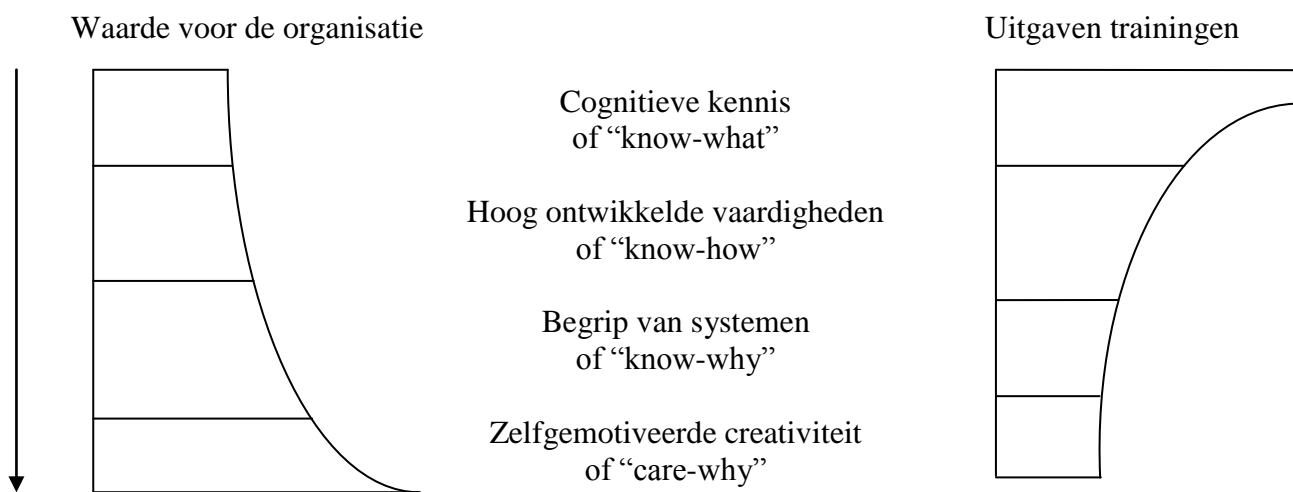 Waarde voor de organisatie
Uitgaven trainingen
Cognitieve kennis
of “know-what”
Hoog ontwikkelde vaardigheden
of “know-how”
Begrip van systemen
of “know-why”
Zelfgemotiveerde creativiteit
of “care-why”